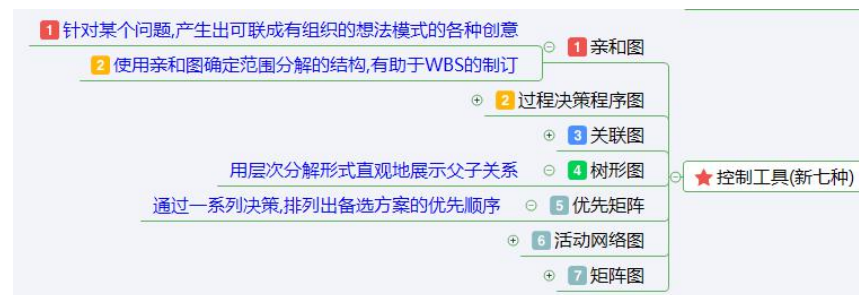 1 针对某个问题,产生出可联成有组织的想法模式的各种创意
2 使用亲和图确定范围分解的结构,有助于WBS的制订
1 亲和图
2 过程决策程序图
3 关联图
用层次分解形式直观地展示父子关系
4 树形图
通过一系列决策,排列出备选方案的优先顺序
5 优先矩阵
6 活动网络图
7 矩阵图
控制工具(新七种)